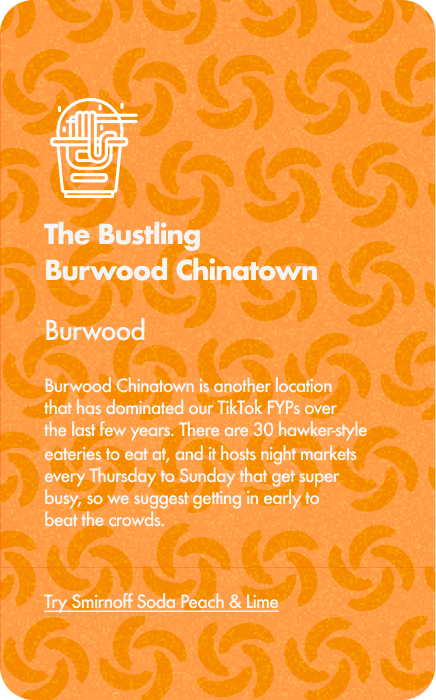 The Bustling
Burwood Chinatown
Burwood
Burwood Chinatown is another location
that has dominated our TikTok FYPs over
the last few years. There are 30 hawker-style
eateries to eat at, and it hosts night markets
every Thursday to Sunday that get super
busy, so we suggest getting in early to
beat the crowds.
Try Smirnoff Soda Peach & Lime